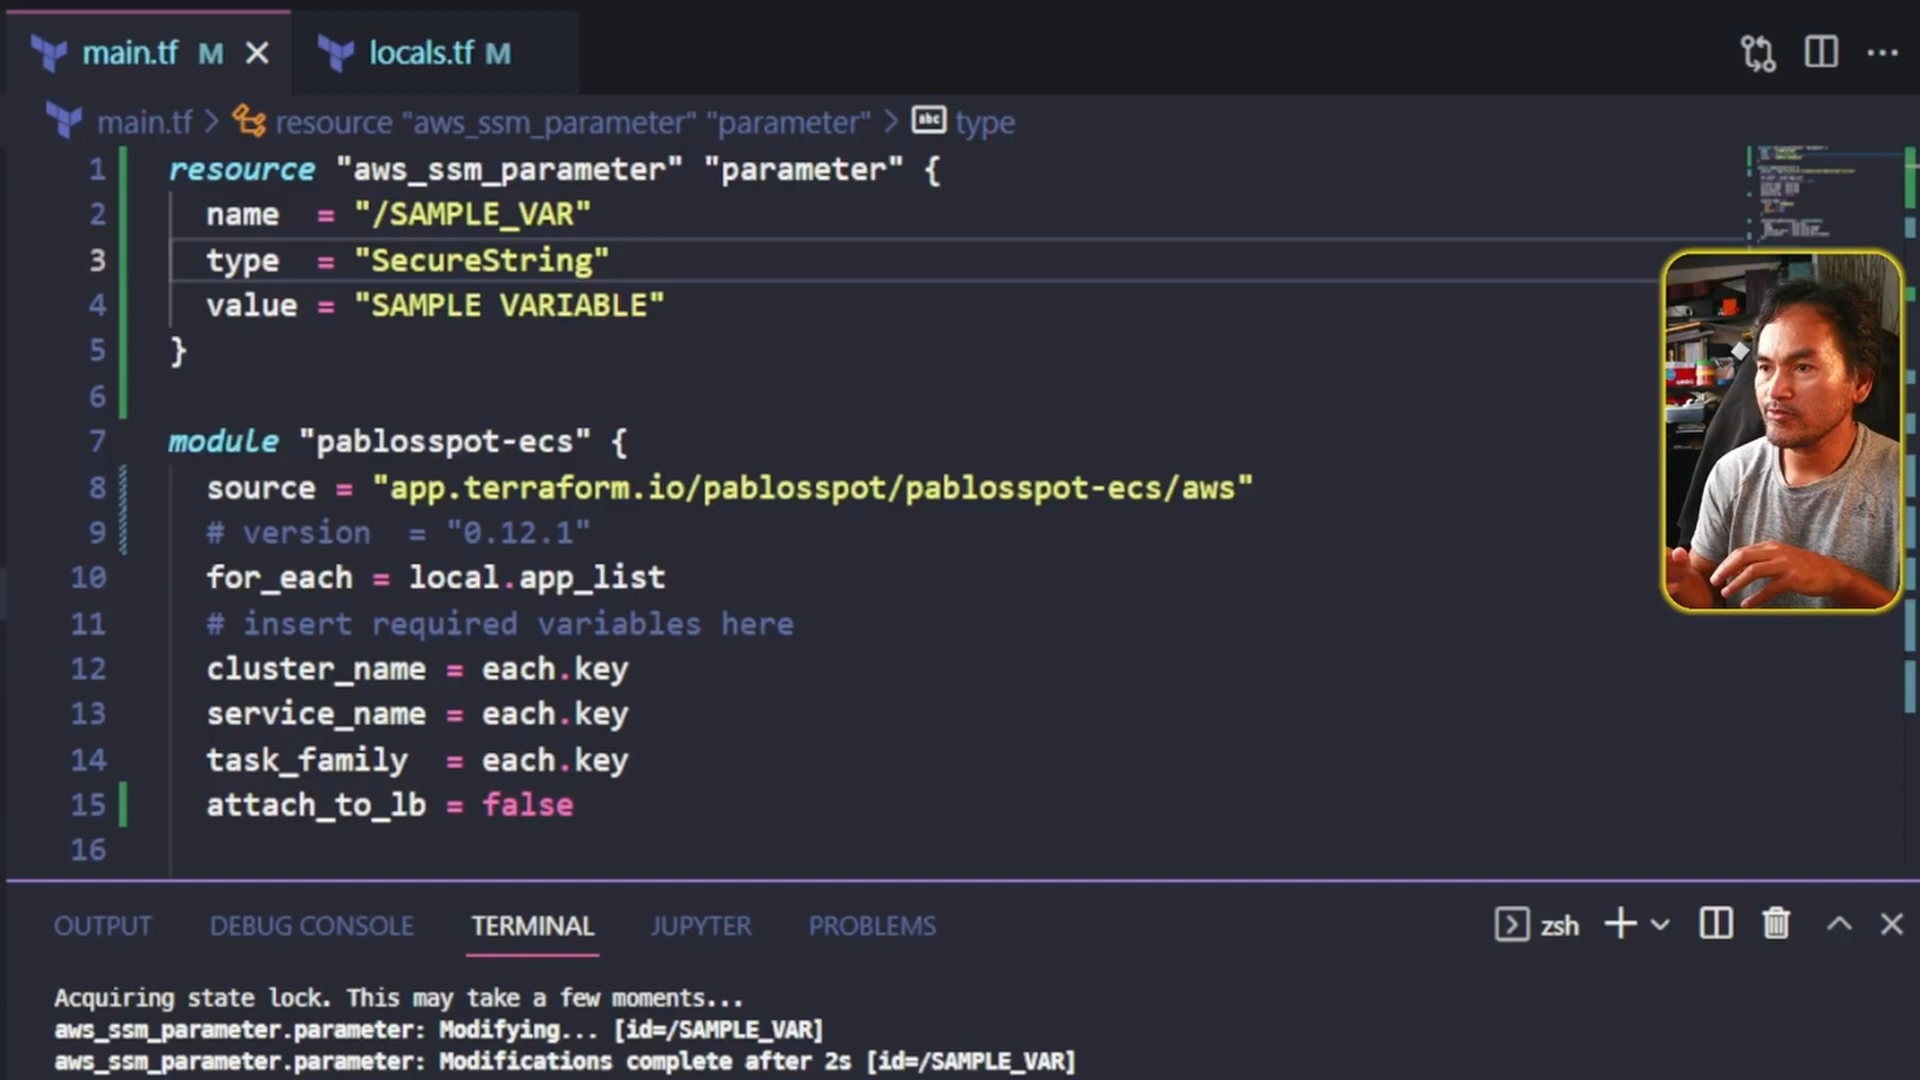 main.tf M
locals.tf M
main.tf > resource "aws_ssm_parameter" "parameter" > abc type
1 resource "aws_ssm_parameter" "parameter" {
2 name = "/SAMPLE_VAR"
3 type = "SecureString"
4 value = "SAMPLE VARIABLE"
5 }
6
7 module "pablosspot-ecs" {
8 source = "app.terraform.io/pablosspot/pablosspot-ecs/aws"
9 # version = "0.12.1"
10 for_each = local.app_list
11 # insert required variables here
12 cluster_name = each.key
13 service_name = each.key
14 task_family = each.key
15 attach_to_lb = false
16
OUTPUT DEBUG CONSOLE TERMINAL JUPYTER PROBLEMS zsh
Acquiring state lock. This may take a few moments...
aws_ssm_parameter.parameter: Modifying... [id=/SAMPLE_VAR]
aws_ssm_parameter.parameter: Modifications complete after 2s [id=/SAMPLE_VAR]